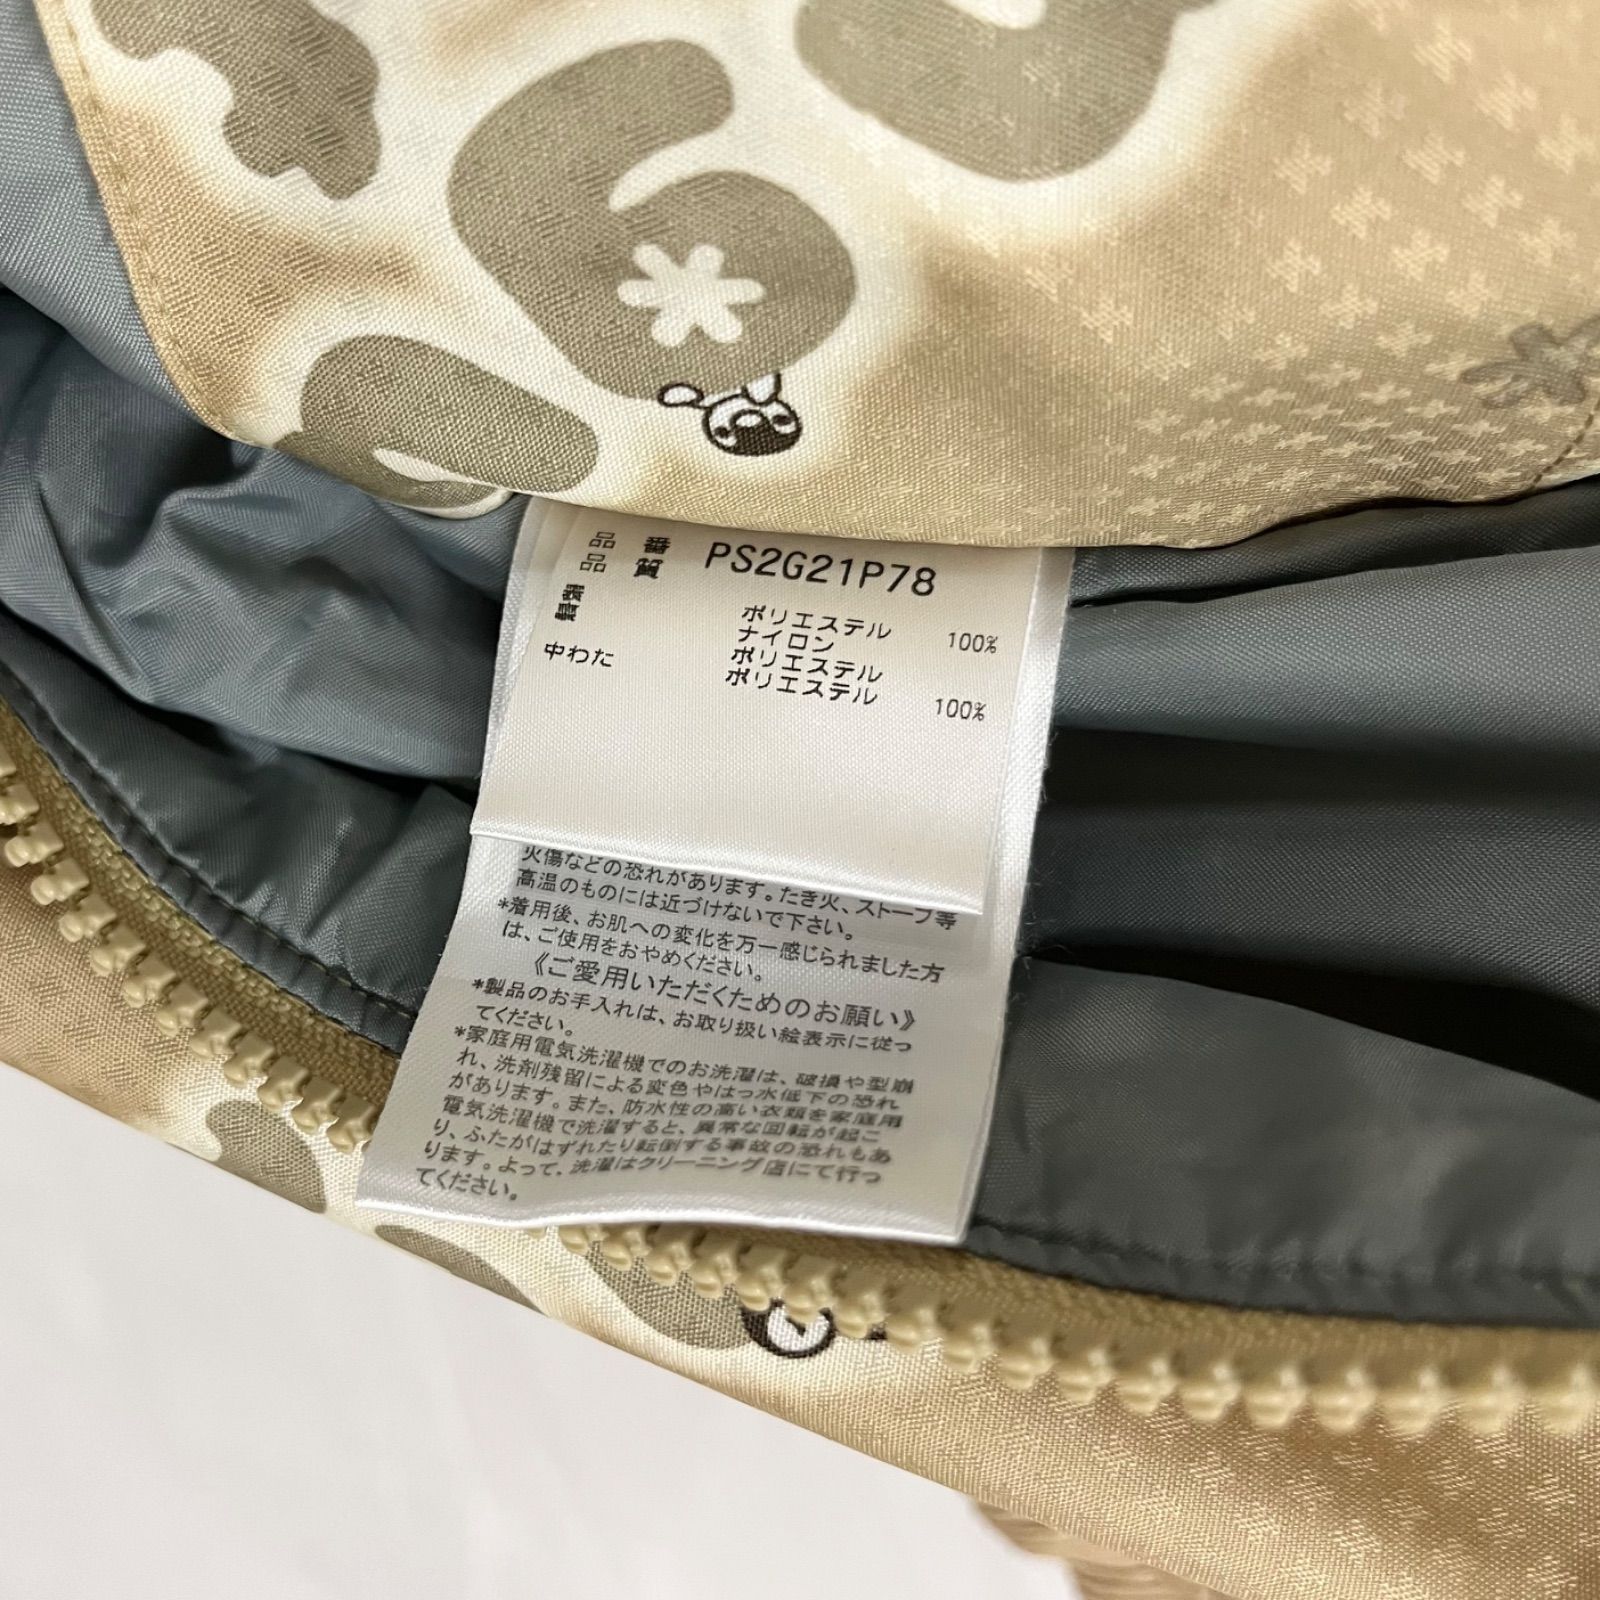 品 番 PS2G21P78
品 質
ポリエステル 100%
ナイロン
ポリエステル
中わた ポリエステル 100%
火傷などの恐れがあります。たき火、ストーブ等
高温のものには近づけないで下さい。
*着用後、お肌への変化を万一感じられました方
は、ご使用をおやめください。
《ご愛用いただくためのお願い》
*製品のお手入れは、お取り扱い絵表示に従っ
てください。
*家庭用電気洗濯機でのお洗濯は、破損や型崩
れ、洗剤残留による変色やはっ水低下の恐れ
があります。また、防水性の高い衣類を家庭用
電気洗濯機で洗濯すると、異常な回転が起こ
り、ふたがはずれたり転倒する事故の恐れもあ
ります。よって、洗濯はクリーニング店にて行っ
てください。